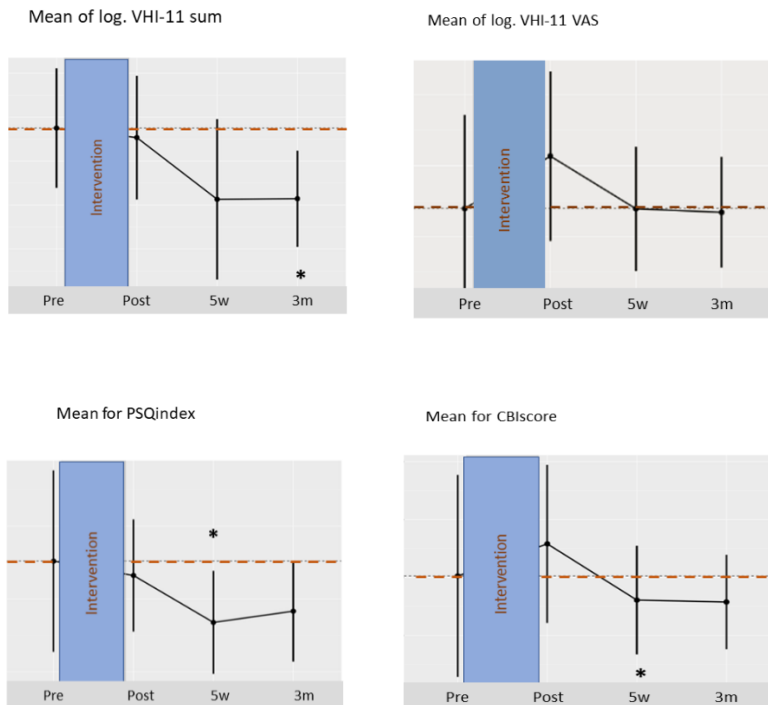 Mean of log. VHI-11 sum
Intervention
*
Pre Post 5w 3m
Mean of log. VHI-11 VAS
Intervention
Pre Post 5w 3m
Mean for PSQindex
*
Intervention
Pre Post 5w 3m
Mean for CBIscore
Intervention
*
Pre Post 5w 3m